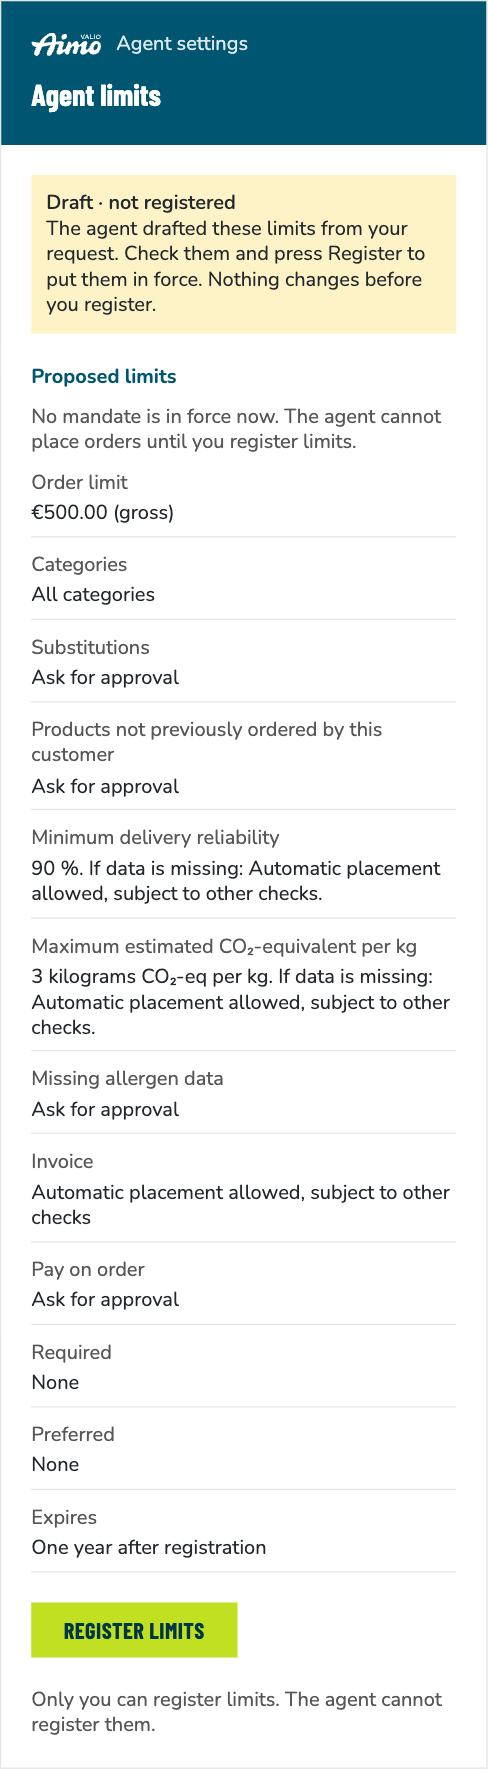 Aimo VALIO Agent settings
Agent limits
Draft · not registered
The agent drafted these limits from your
request. Check them and press Register to
put them in force. Nothing changes before
you register.
Proposed limits
No mandate is in force now. The agent cannot
place orders until you register limits.
Order limit
€500.00 (gross)
Categories
All categories
Substitutions
Ask for approval
Products not previously ordered by this
customer
Ask for approval
Minimum delivery reliability
90 %. If data is missing: Automatic placement
allowed, subject to other checks.
Maximum estimated CO₂-equivalent per kg
3 kilograms CO₂-eq per kg. If data is missing:
Automatic placement allowed, subject to other
checks.
Missing allergen data
Ask for approval
Invoice
Automatic placement allowed, subject to other
checks
Pay on order
Ask for approval
Required
None
Preferred
None
Expires
One year after registration
REGISTER LIMITS
Only you can register limits. The agent cannot
register them.